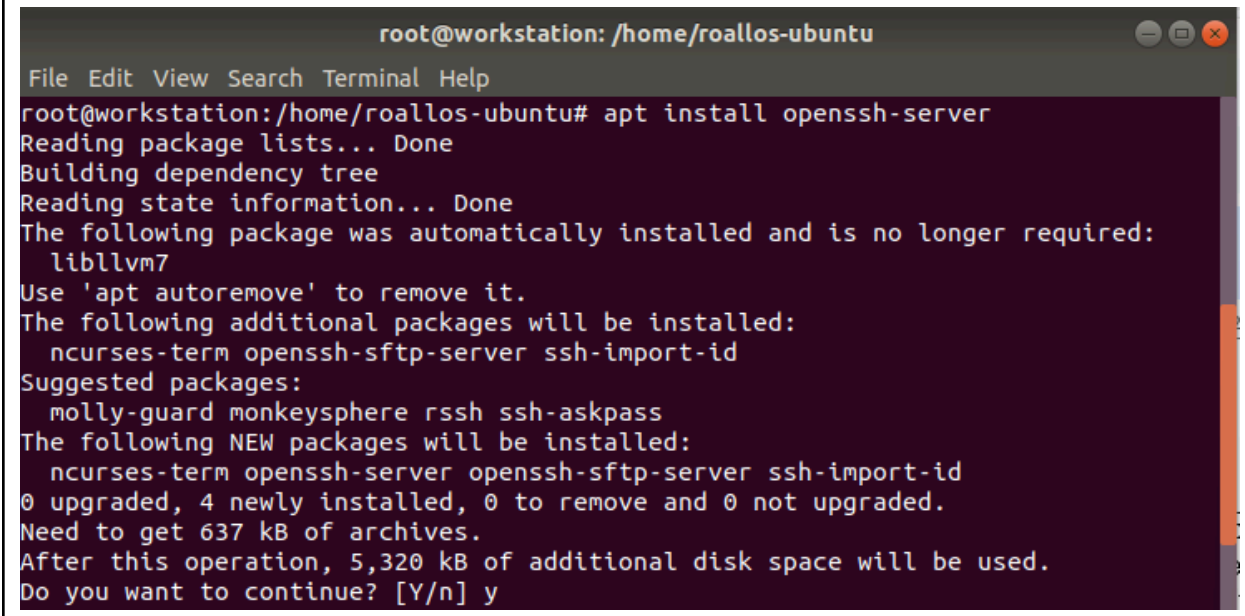 root@workstation: /home/roallos-ubuntu
File Edit View Search Terminal Help
root@workstation:/home/roallos-ubuntu# apt install openssh-server
Reading package lists... Done
Building dependency tree
Reading state information... Done
The following package was automatically installed and is no longer required:
  libllvm7
Use 'apt autoremove' to remove it.
The following additional packages will be installed:
  ncurses-term openssh-sftp-server ssh-import-id
Suggested packages:
  molly-guard monkeysphere rssh ssh-askpass
The following NEW packages will be installed:
  ncurses-term openssh-server openssh-sftp-server ssh-import-id
0 upgraded, 4 newly installed, 0 to remove and 0 not upgraded.
Need to get 637 kB of archives.
After this operation, 5,320 kB of additional disk space will be used.
Do you want to continue? [Y/n] y